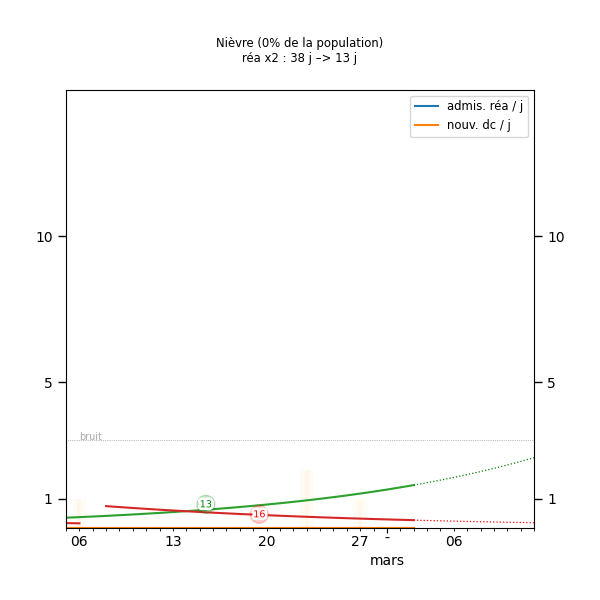 Nièvre (0% de la population)
réa x2 : 38 j –> 13 j
admis. réa / j
nouv. dc / j
10 10
5 5
bruit
1 1
13
16
06 13 20 27 - 06
mars